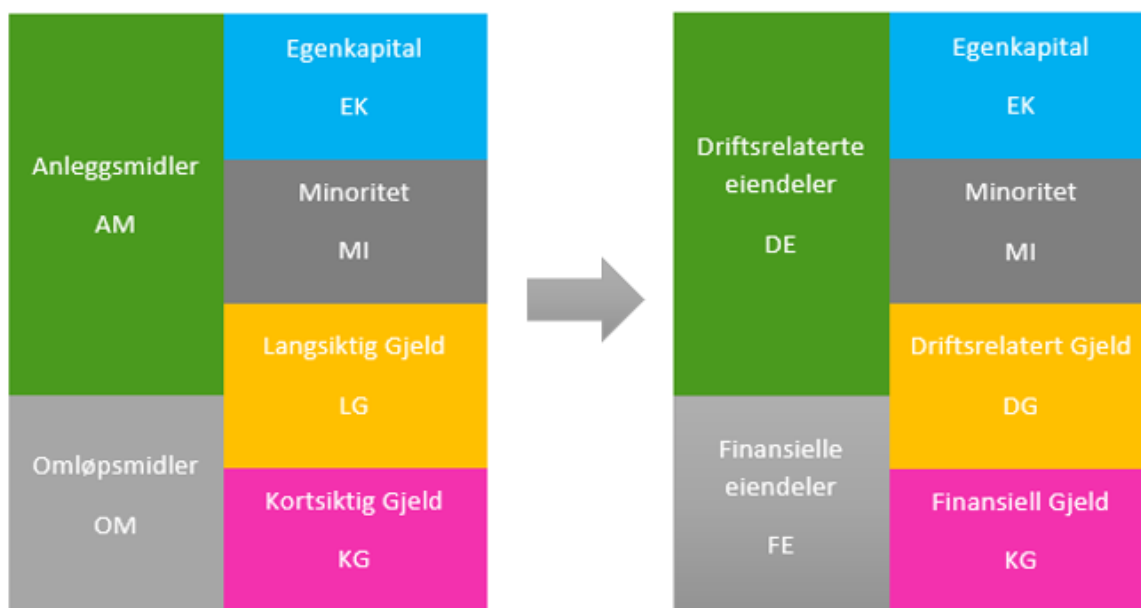 Anleggsmidler
AM
Omløpsmidler
OM
Egenkapital
EK
Minoritet
MI
Langsiktig Gjeld
LG
Kortsiktig Gjeld
KG
Driftsrelaterte
eiendeler
DE
Finansielle
eiendeler
FE
Egenkapital
EK
Minoritet
MI
Driftsrelatert Gjeld
DG
Finansiell Gjeld
KG